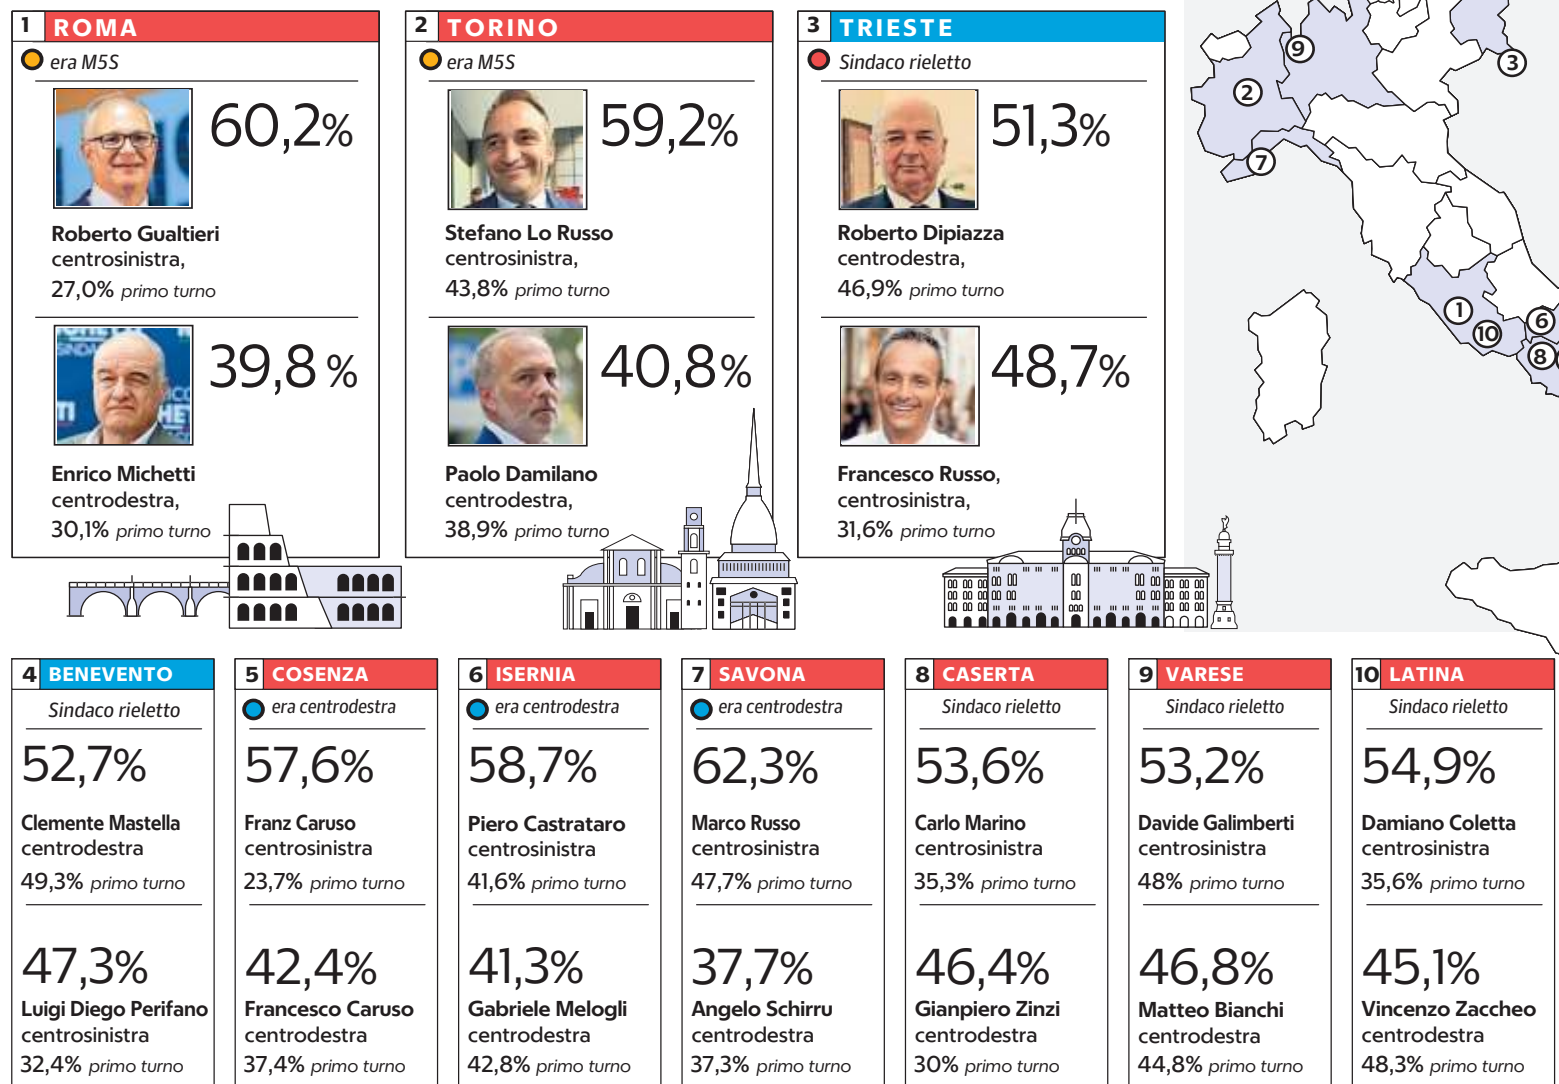 1 ROMA
era M5S
60,2%
Roberto Gualtieri
centrosinistra,
27,0% primo turno
39,8 %
Enrico Michetti
centrodestra,
30,1% primo turno
2 TORINO
era M5S
59,2%
Stefano Lo Russo
centrosinistra,
43,8% primo turno
40,8%
Paolo Damilano
centrodestra,
38,9% primo turno
3 TRIESTE
Sindaco rieletto
51,3%
Roberto Dipiazza
centrodestra,
46,9% primo turno
48,7%
Francesco Russo,
centrosinistra,
31,6% primo turno
9
3
2
7
1
10
6
8
4 BENEVENTO
Sindaco rieletto
52,7%
Clemente Mastella
centrodestra
49,3% primo turno
47,3%
Luigi Diego Perifano
centrosinistra
32,4% primo turno
5 COSENZA
era centrodestra
57,6%
Franz Caruso
centrosinistra
23,7% primo turno
42,4%
Francesco Caruso
centrodestra
37,4% primo turno
6 ISERNIA
era centrodestra
58,7%
Piero Castrataro
centrosinistra
41,6% primo turno
41,3%
Gabriele Melogli
centrodestra
42,8% primo turno
7 SAVONA
era centrodestra
62,3%
Marco Russo
centrosinistra
47,7% primo turno
37,7%
Angelo Schirru
centrodestra
37,3% primo turno
8 CASERTA
Sindaco rieletto
53,6%
Carlo Marino
centrosinistra
35,3% primo turno
46,4%
Gianpiero Zinzi
centrodestra
30% primo turno
9 VARESE
Sindaco rieletto
53,2%
Davide Galimberti
centrosinistra
48% primo turno
46,8%
Matteo Bianchi
centrodestra
44,8% primo turno
10 LATINA
Sindaco rieletto
54,9%
Damiano Coletta
centrosinistra
35,6% primo turno
45,1%
Vincenzo Zaccheo
centrodestra
48,3% primo turno